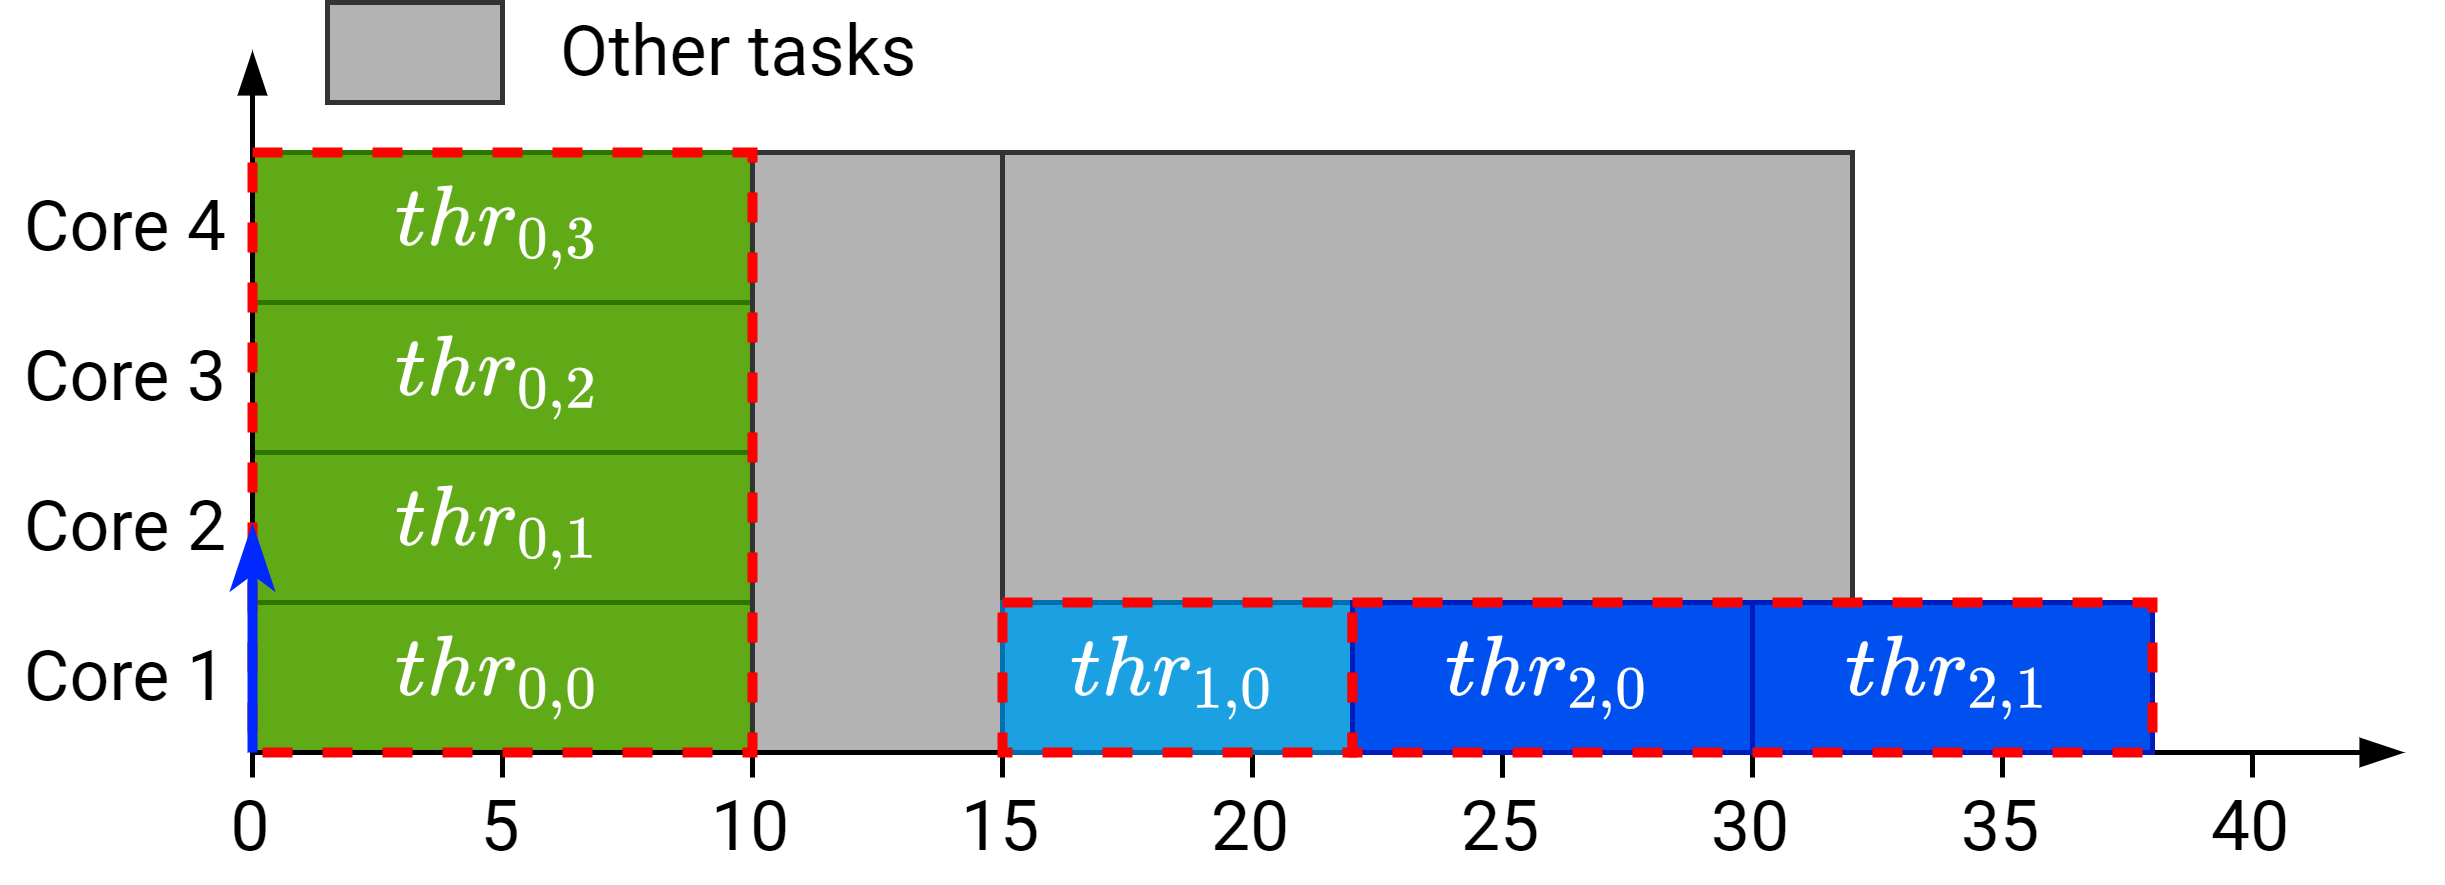 Other tasks
Core 4 thr0,3
Core 3 thr0,2
Core 2 thr0,1
Core 1 thr0,0 thr1,0 thr2,0 thr2,1
0 5 10 15 20 25 30 35 40